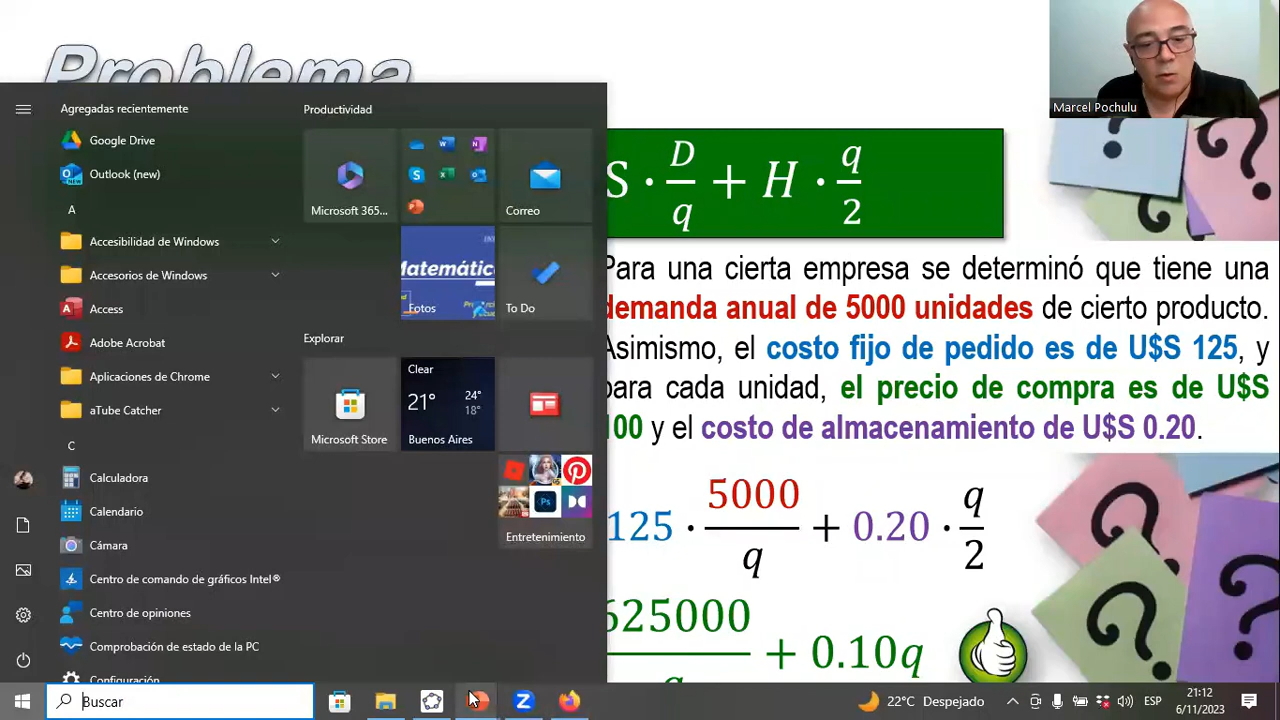 Problema
Marcel Pochulu
Agregadas recientemente
Google Drive
Outlook (new)
A
Accesibilidad de Windows
Accesorios de Windows
Access
Adobe Acrobat
Aplicaciones de Chrome
aTube Catcher
C
Calculadora
Calendario
Cámara
Centro de comando de gráficos Intel®
Centro de opiniones
Comprobación de estado de la PC
Configuración
Productividad
Microsoft 365...
Correo
Matemátic
Fotos
To Do
Explorar
Microsoft Store
Clear
21° 24°
18°
Buenos Aires
Entretenimiento
S · D/q + H · q/2
Para una cierta empresa se determinó que tiene una
demanda anual de 5000 unidades de cierto producto.
Asimismo, el costo fijo de pedido es de U$S 125, y
para cada unidad, el precio de compra es de U$S
100 y el costo de almacenamiento de U$S 0.20.
125 · 5000/q + 0.20 · q/2
625000/q + 0.10q
Buscar
22°C Despejado
ESP
21:12
6/11/2023